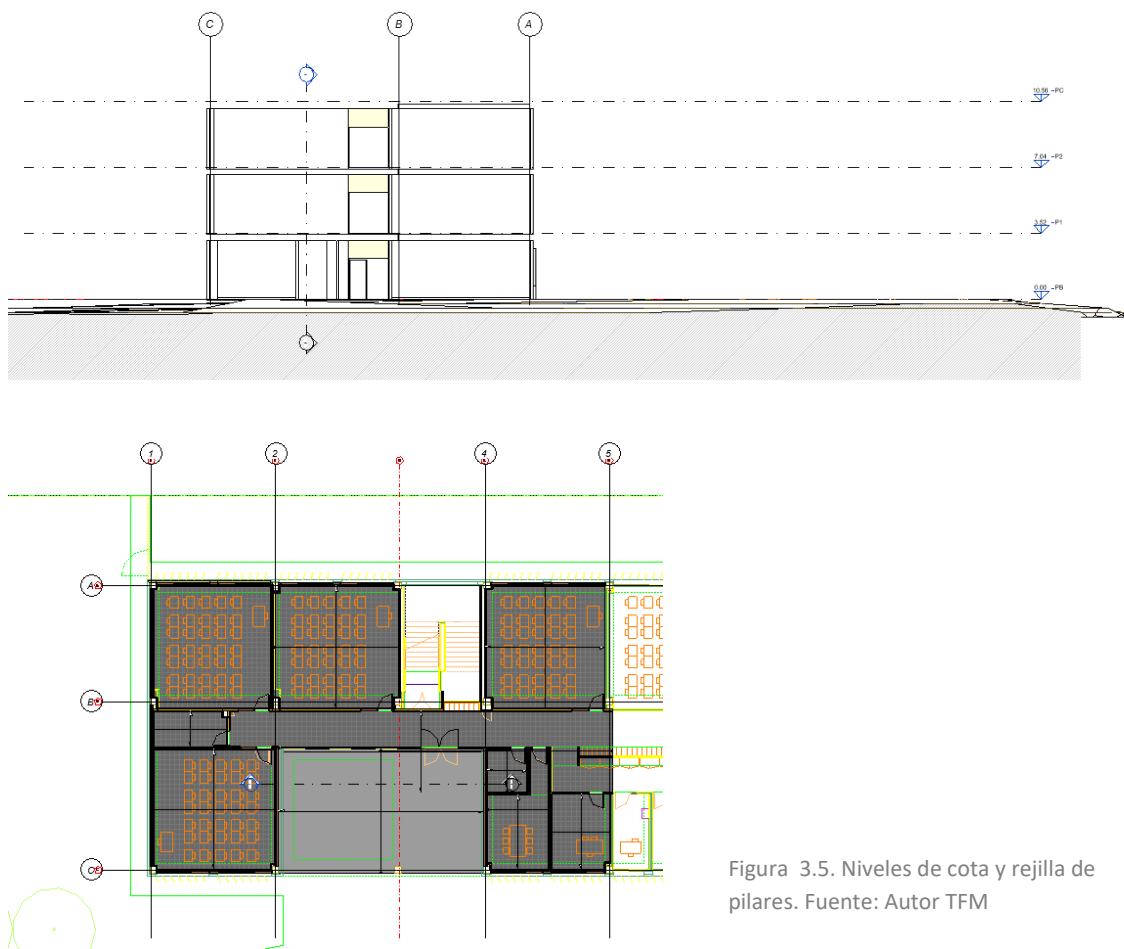 C B A
10.56 -PC
7.04 -P2
3.52 -P1
0.00 -PB
1 2 4 5
A
B
C
Figura 3.5. Niveles de cota y rejilla de
pilares. Fuente: Autor TFM